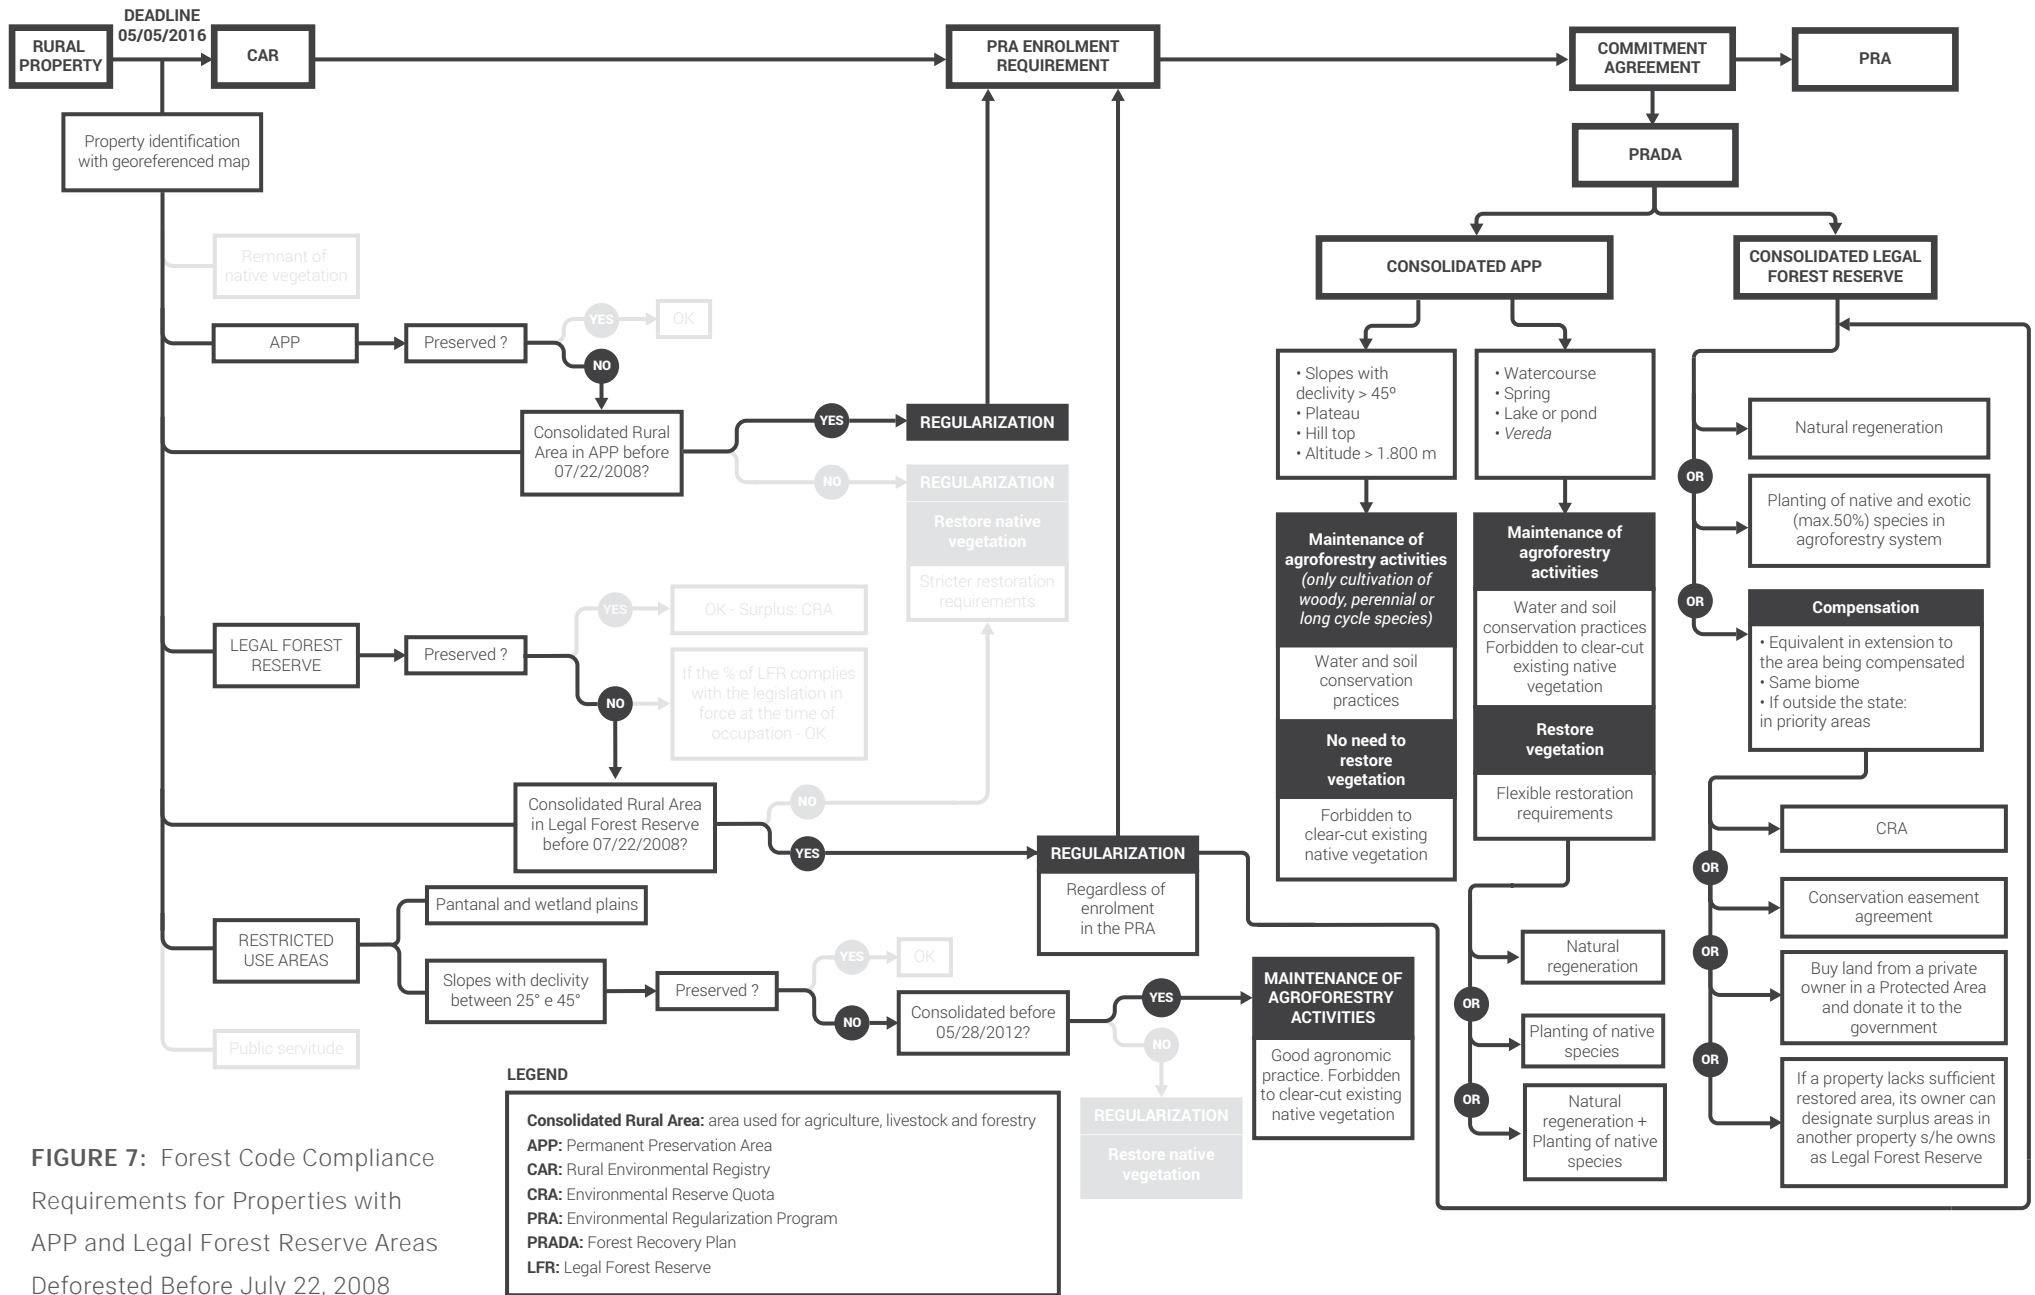 DEADLINE
05/05/2016
RURAL
PROPERTY
CAR
PRA ENROLMENT
REQUIREMENT
COMMITMENT
AGREEMENT
PRA
Property identification
with georeferenced map
PRADA
Remnant of
native vegetation
APP
Preserved ?
YES
OK
NO
Consolidated Rural
Area in APP before
07/22/2008?
YES
REGULARIZATION
NO
REGULARIZATION
Restore native
vegetation
Stricter restoration
requirements
LEGAL FOREST
RESERVE
Preserved ?
YES
OK - Surplus: CRA
NO
If the % of LFR complies
with the legislation in
force at the time of
occupation - OK
Consolidated Rural Area
in Legal Forest Reserve
before 07/22/2008?
NO
YES
REGULARIZATION
Regardless of
enrolment
in the PRA
RESTRICTED
USE AREAS
Pantanal and wetland plains
Slopes with declivity
between 25° e 45°
Preserved ?
YES
OK
NO
Consolidated before
05/28/2012?
YES
MAINTENANCE OF
AGROFORESTRY
ACTIVITIES
Good agronomic
practice. Forbidden
to clear-cut existing
native vegetation
NO
REGULARIZATION
Restore native
vegetation
Public servitude
CONSOLIDATED APP
• Slopes with
declivity > 45º
• Plateau
• Hill top
• Altitude > 1.800 m
Maintenance of
agroforestry activities
(only cultivation of
woody, perennial or
long cycle species)
Water and soil
conservation
practices
No need to
restore
vegetation
Forbidden to
clear-cut existing
native vegetation
• Watercourse
• Spring
• Lake or pond
• Vereda
Maintenance of
agroforestry
activities
Water and soil
conservation practices
Forbidden to clear-cut
existing native
vegetation
Restore
vegetation
Flexible restoration
requirements
Natural
regeneration
OR
Planting of native
species
OR
Natural
regeneration +
Planting of native
species
CONSOLIDATED LEGAL
FOREST RESERVE
Natural regeneration
OR
Planting of native and exotic
(max.50%) species in
agroforestry system
OR
Compensation
• Equivalent in extension to
the area being compensated
• Same biome
• If outside the state:
in priority areas
CRA
OR
Conservation easement
agreement
OR
Buy land from a private
owner in a Protected Area
and donate it to the
government
OR
If a property lacks sufficient
restored area, its owner can
designate surplus areas in
another property s/he owns
as Legal Forest Reserve
LEGEND
Consolidated Rural Area: area used for agriculture, livestock and forestry
APP: Permanent Preservation Area
CAR: Rural Environmental Registry
CRA: Environmental Reserve Quota
PRA: Environmental Regularization Program
PRADA: Forest Recovery Plan
LFR: Legal Forest Reserve
FIGURE 7: Forest Code Compliance
Requirements for Properties with
APP and Legal Forest Reserve Areas
Deforested Before July 22, 2008